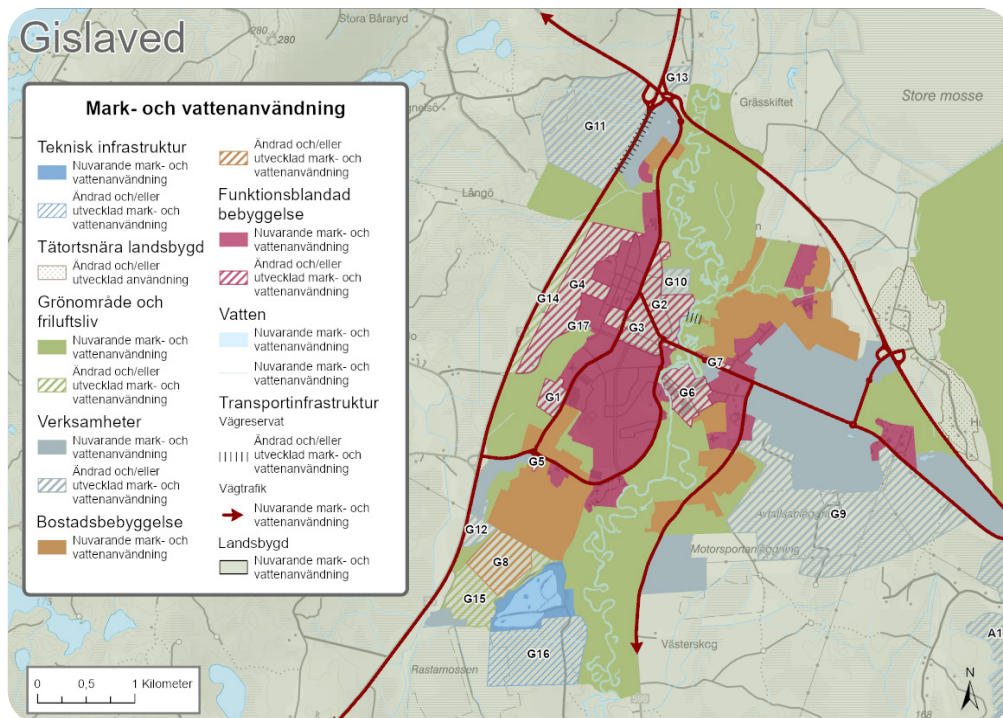 Gislaved
Stora Båraryd
280
280
Mark- och vattenanvändning
Teknisk infrastruktur
Nuvarande mark- och
vattenanvändning
Ändrad och/eller
utvecklad mark- och
vattenanvändning
Tätortsnära landsbygd
Ändrad och/eller
utvecklad användning
Grönområde och
friluftsliv
Nuvarande mark- och
vattenanvändning
Ändrad och/eller
utvecklad mark- och
vattenanvändning
Verksamheter
Nuvarande mark- och
vattenanvändning
Ändrad och/eller
utvecklad mark- och
vattenanvändning
Bostadsbebyggelse
Nuvarande mark- och
vattenanvändning
Ändrad och/eller
utvecklad mark- och
vattenanvändning
Funktionsblandad
bebyggelse
Nuvarande mark- och
vattenanvändning
Ändrad och/eller
utvecklad mark- och
vattenanvändning
Vatten
Nuvarande mark- och
vattenanvändning
Nuvarande mark- och
vattenanvändning
Transportinfrastruktur
Vägreservat
Ändrad och/eller
utvecklad mark- och
vattenanvändning
Vägtrafik
Nuvarande mark- och
vattenanvändning
Landsbygd
Nuvarande mark- och
vattenanvändning
G13
Grässkiftet
Store mosse
G11
Långö
G14
G4
G10
G2
G17
G3
G7
G1
G6
G5
G9
G12
Motorsportanläggning
G8
G15
G16
Västerskog
Rastamossen
A1
168
0 0,5 1 Kilometer
N